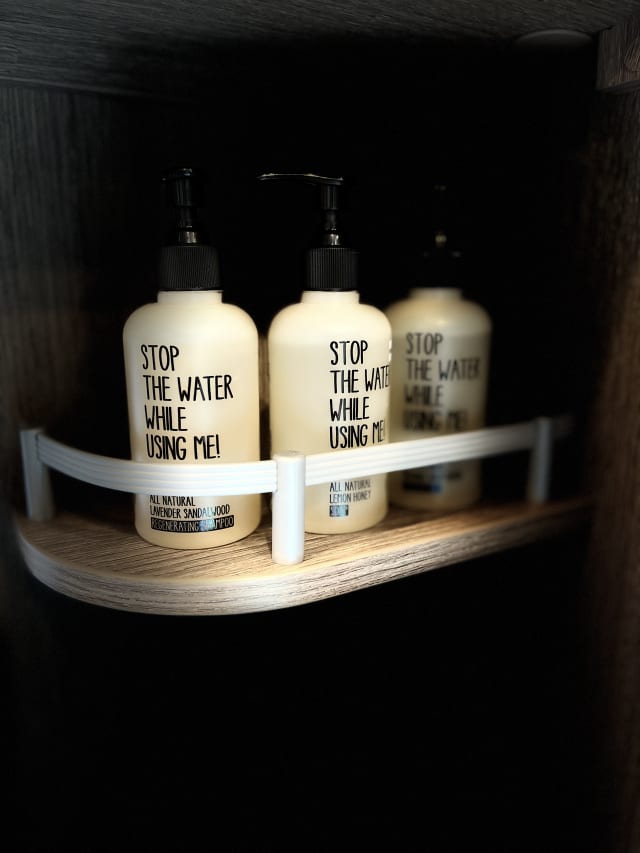 STOP
THE WATER
WHILE
USING ME!
ALL NATURAL
LAVENDER SANDALWOOD
REGENERATING SHAMPOO
STOP
THE WATER
WHILE
USING ME!
ALL NATURAL
LEMON HONEY
SOAP
STOP
THE WATER
WHILE
USING ME!